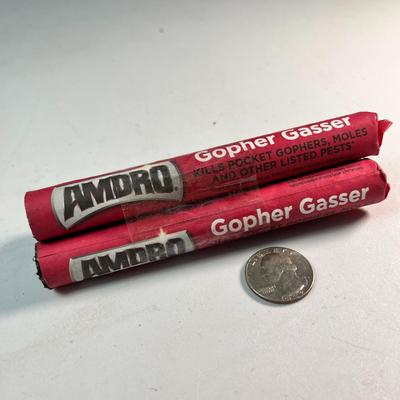 AMDRO®
Gopher Gasser
KILLS POCKET GOPHERS, MOLES
AND OTHER LISTED PESTS*
AMDRO
Gopher Gasser